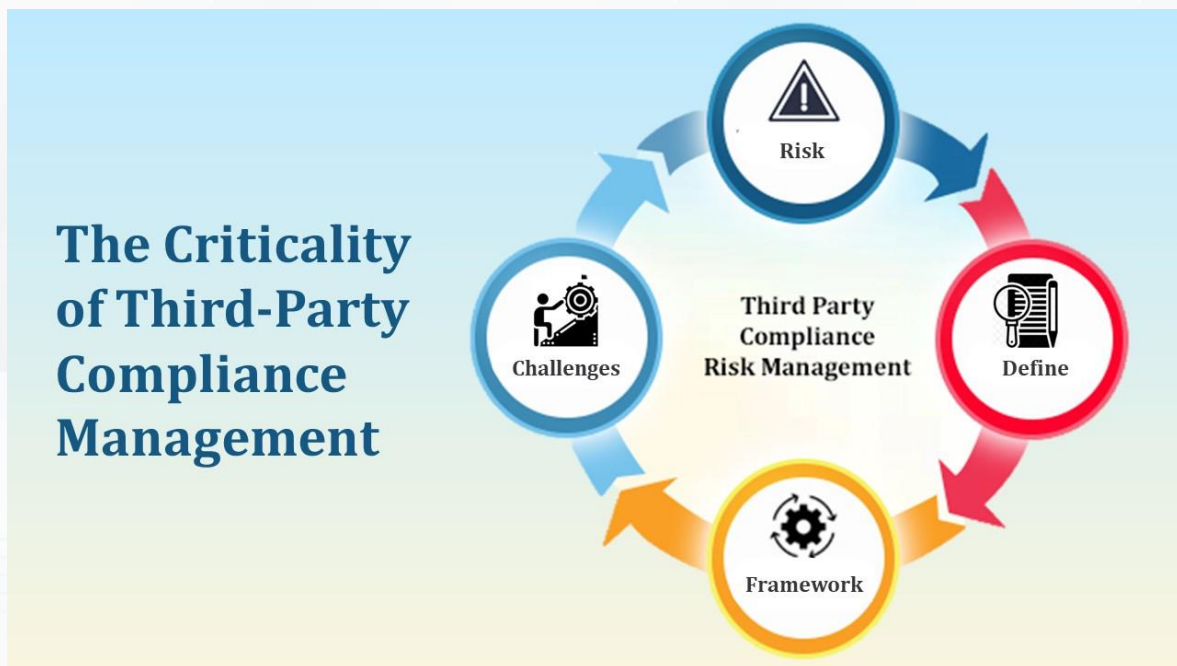 The Criticality
of Third-Party
Compliance
Management
Risk
Third Party
Compliance
Risk Management
Challenges
Define
Framework